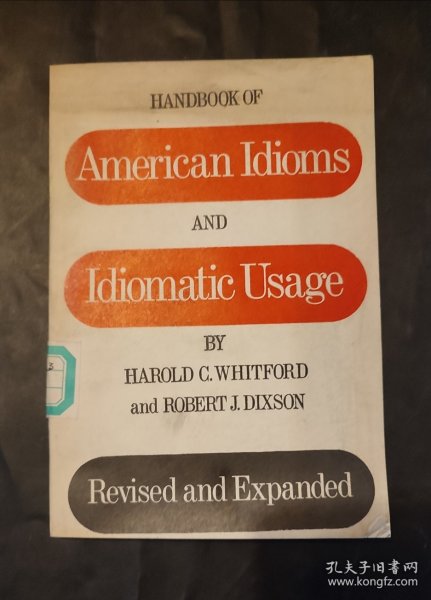 HANDBOOK OF
American Idioms
AND
Idiomatic Usage
BY
HAROLD C. WHITFORD
and ROBERT J. DIXSON
Revised and Expanded
3
孔夫子旧书网
www.kongfz.com